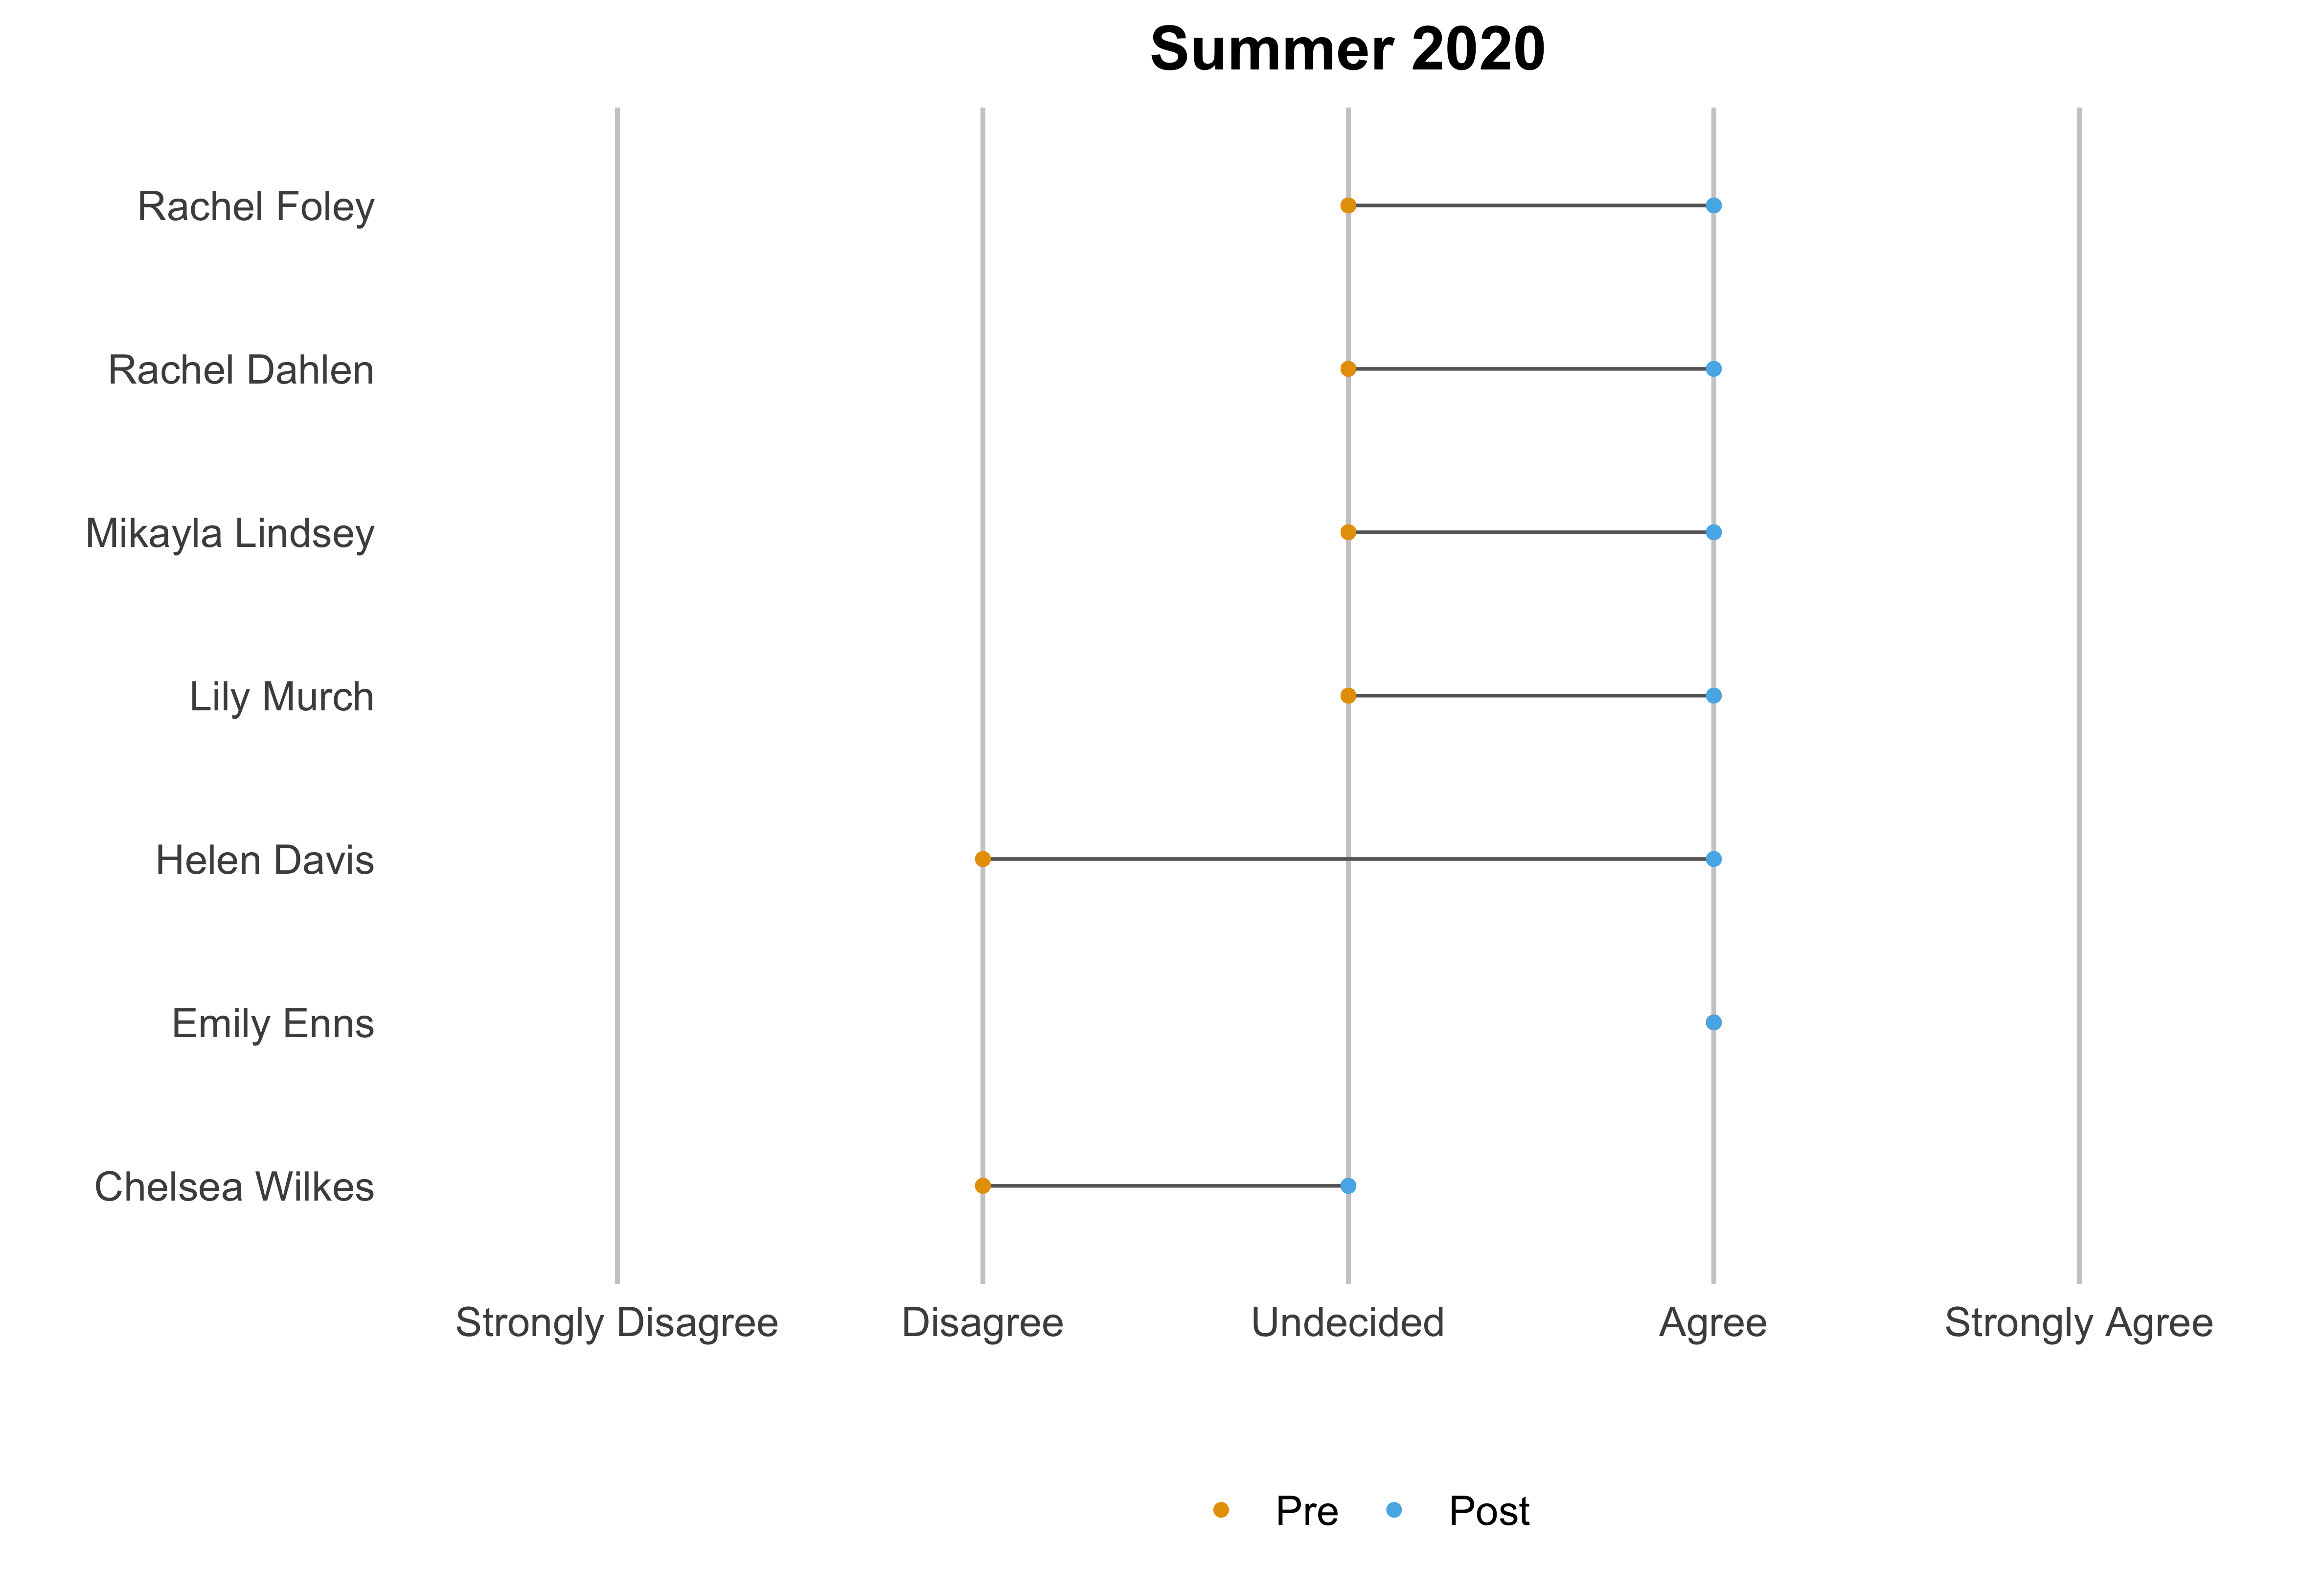 Summer 2020
Rachel Foley
Rachel Dahlen
Mikayla Lindsey
Lily Murch
Helen Davis
Emily Enns
Chelsea Wilkes
Strongly Disagree Disagree Undecided Agree Strongly Agree
Pre Post